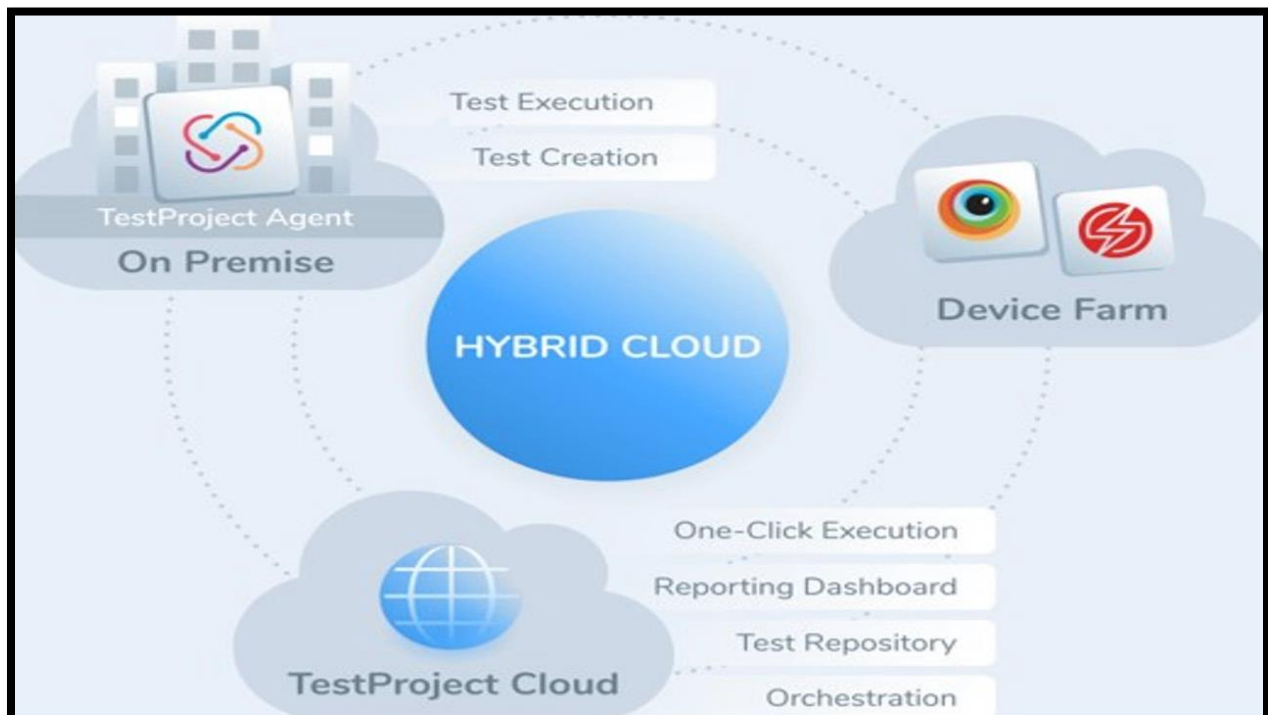 Test Execution
Test Creation
TestProject Agent
On Premise
Device Farm
HYBRID CLOUD
One-Click Execution
Reporting Dashboard
Test Repository
TestProject Cloud
Orchestration